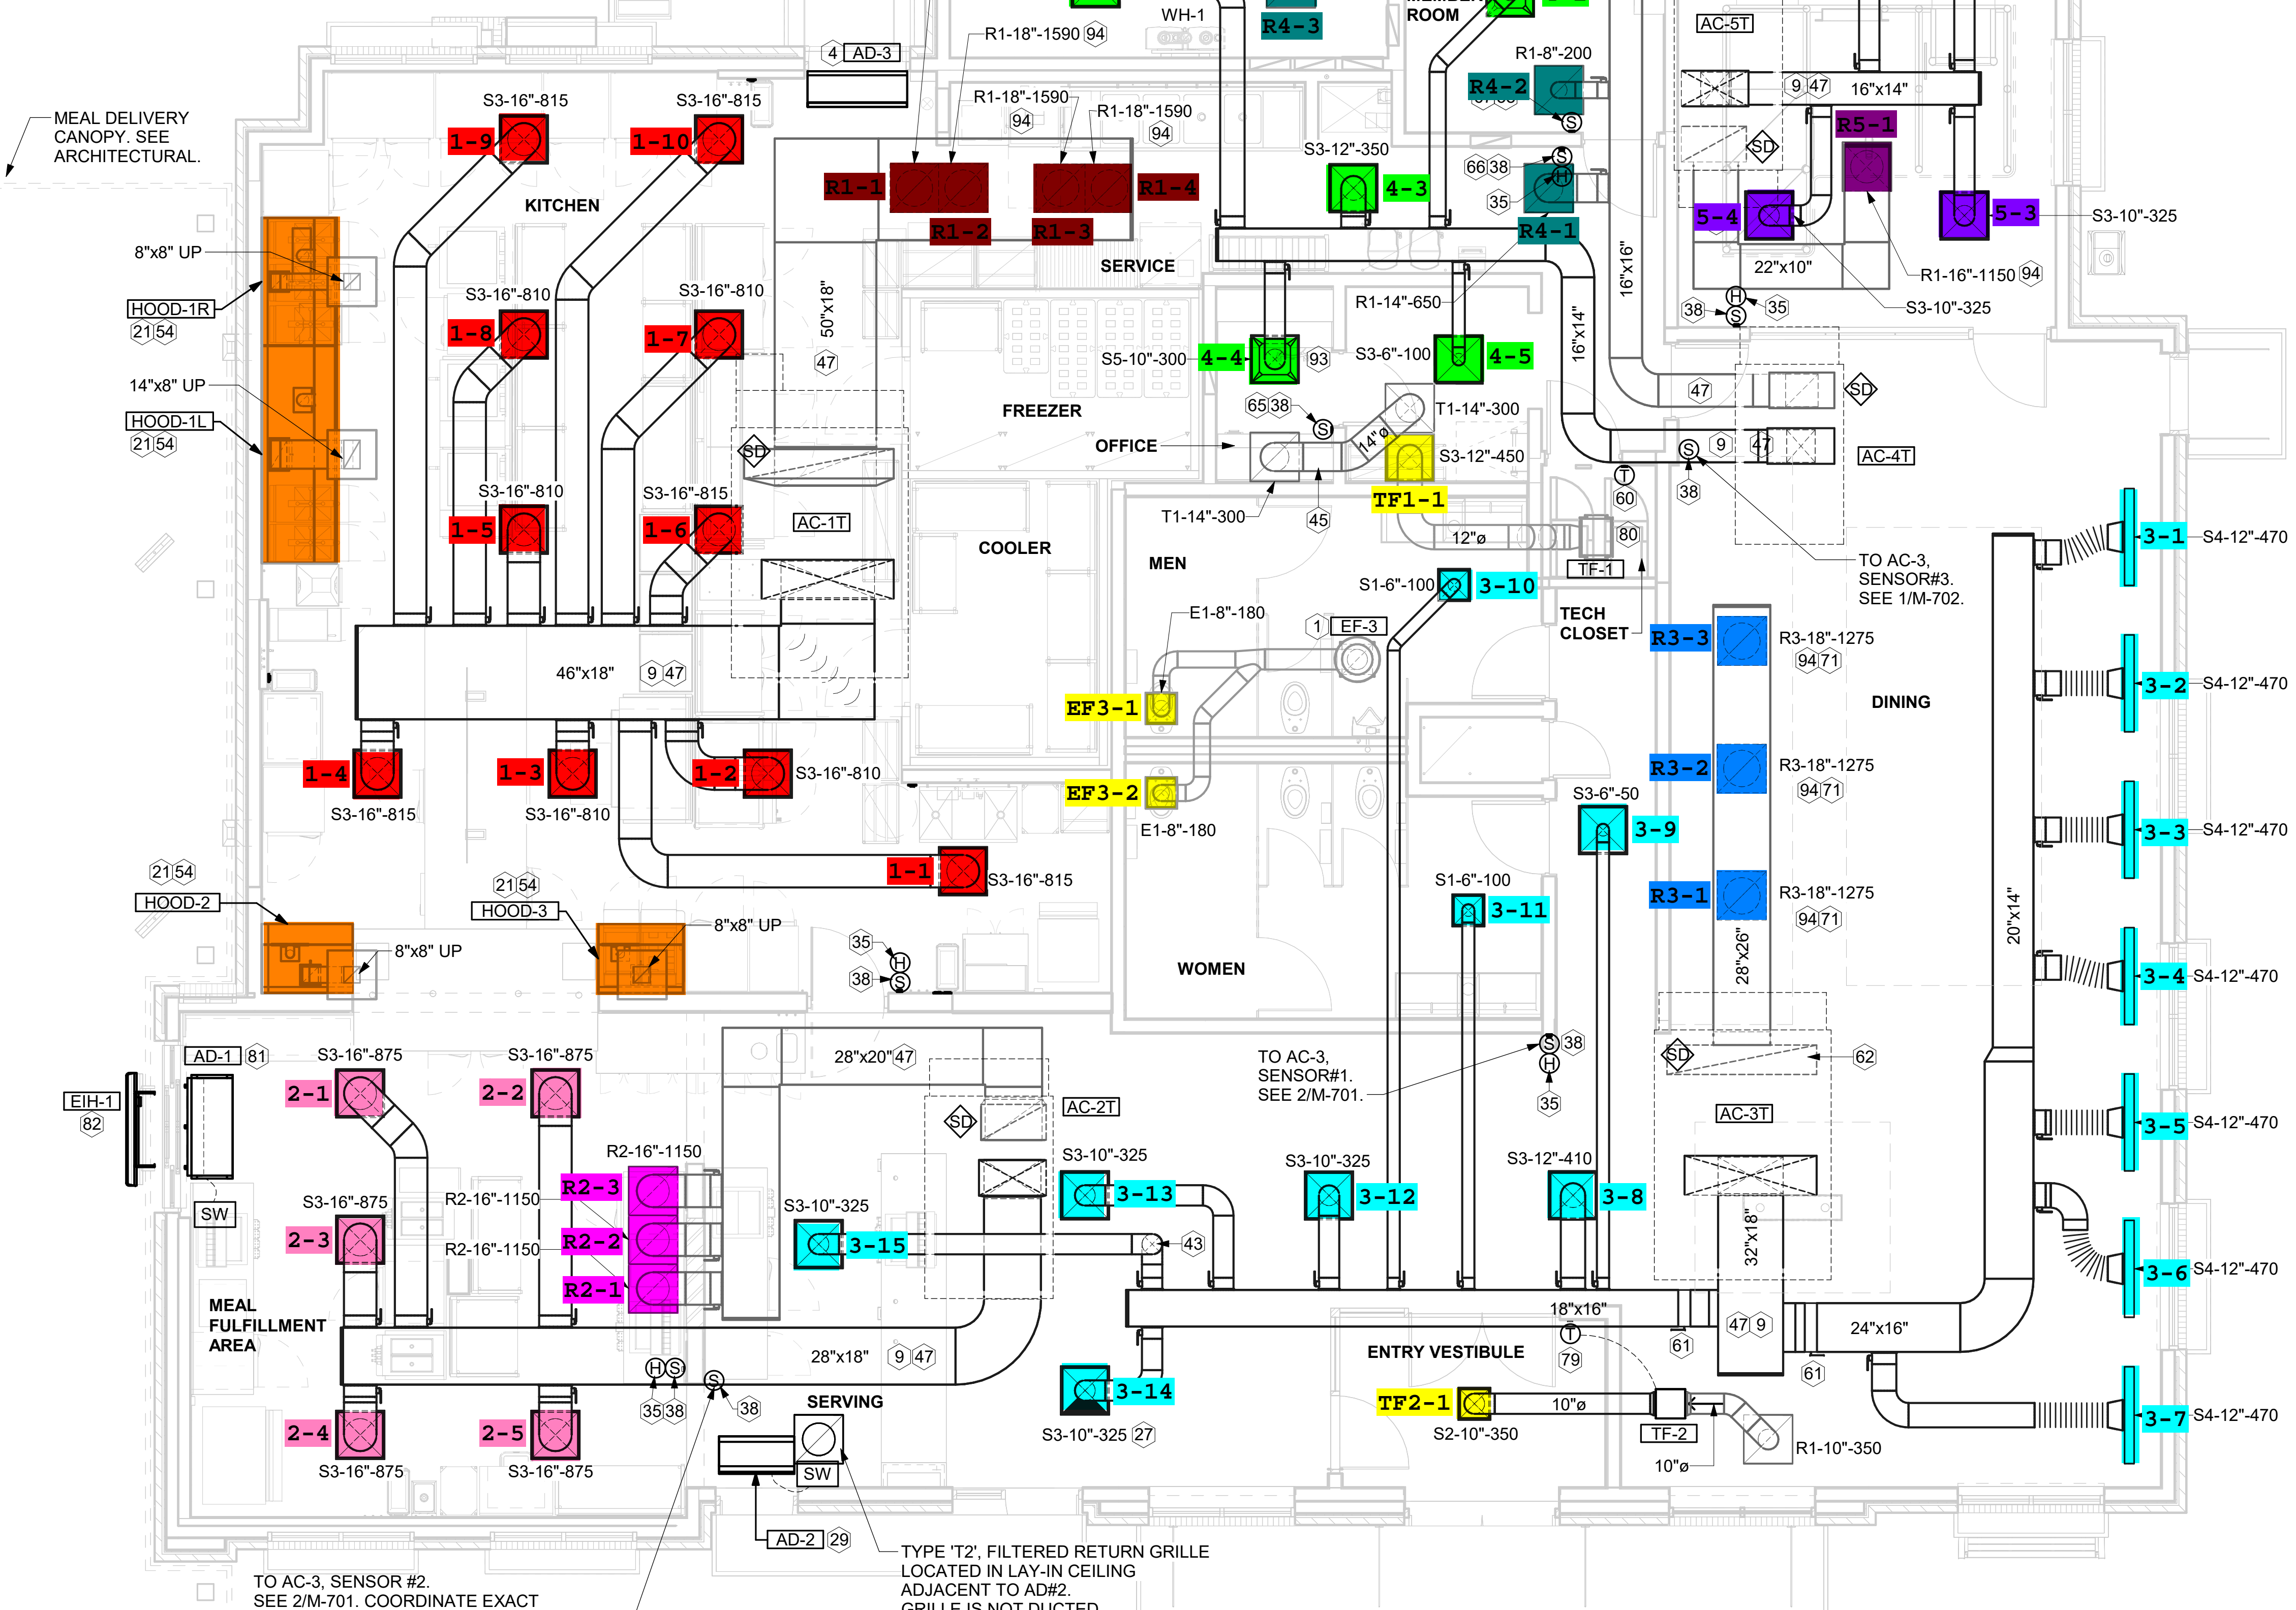 MEMBER
ROOM
WH-1
R4-3
AC-5T
R1-18"-1590 94
4 AD-3
R1-8"-200
R4-2
9 47
16"x14"
MEAL DELIVERY
CANOPY. SEE
ARCHITECTURAL.
S3-16"-815
S3-16"-815
1-9
1-10
R1-18"-1590
94
R1-18"-1590
94
S3-12"-350
4-3
66 38
S
S
H
35
R4-1
R5-1
SD
KITCHEN
R1-1
R1-2
R1-3
R1-4
5-4
5-3
S3-10"-325
8"x8" UP
HOOD-1R
21 54
SERVICE
R1-14"-650
16"x16"
22"x10"
R1-16"-1150 94
S3-10"-325
H
35
38
S
S3-16"-810
S3-16"-810
1-8
1-7
50"x18"
47
16"x14"
14"x8" UP
HOOD-1L
21 54
S5-10"-300
4-4
93
S3-6"-100
4-5
47
SD
FREEZER
65 38
S
T1-14"-300
OFFICE
14"ø
S3-12"-450
TF1-1
T1-14"-300
45
9
47
S
38
AC-4T
T
60
SD
S3-16"-810
S3-16"-815
1-5
1-6
AC-1T
COOLER
MEN
12"ø
80
TF-1
TO AC-3,
SENSOR#3.
SEE 1/M-702.
3-1
S4-12"-470
S1-6"-100
3-10
E1-8"-180
1 EF-3
TECH
CLOSET
R3-3
R3-18"-1275
94 71
46"x18"
9 47
EF3-1
DINING
3-2
S4-12"-470
1-4
S3-16"-815
1-3
S3-16"-810
1-2
S3-16"-810
EF3-2
E1-8"-180
S3-6"-50
3-9
R3-2
R3-18"-1275
94 71
3-3
S4-12"-470
21 54
HOOD-2
21 54
HOOD-3
1-1
S3-16"-815
S1-6"-100
3-11
R3-1
R3-18"-1275
94 71
28"x26"
20"x14"
8"x8" UP
8"x8" UP
35
H
38
S
WOMEN
3-4
S4-12"-470
AD-1 81
S3-16"-875
S3-16"-875
2-1
2-2
28"x20" 47
TO AC-3,
SENSOR#1.
SEE 2/M-701.
S
38
H
35
SD
62
EIH-1
82
SD
AC-2T
AC-3T
3-5
S4-12"-470
R2-16"-1150
R2-3
R2-16"-1150
S3-10"-325
3-13
S3-10"-325
3-12
S3-12"-410
3-8
SW
S3-16"-875
2-3
R2-2
R2-16"-1150
R2-1
S3-10"-325
3-15
43
32"x18"
3-6
S4-12"-470
MEAL
FULFILLMENT
AREA
28"x18"
9 47
18"x16"
T
79
61
47 9
24"x16"
61
ENTRY VESTIBULE
H
S
35 38
S
38
SERVING
3-14
S3-10"-325 27
TF2-1
S2-10"-350
10"ø
TF-2
10"ø
R1-10"-350
3-7
S4-12"-470
2-4
S3-16"-875
2-5
S3-16"-875
SW
AD-2 29
TYPE 'T2', FILTERED RETURN GRILLE
LOCATED IN LAY-IN CEILING
ADJACENT TO AD#2.
GRILLE IS NOT DUCTED
TO AC-3, SENSOR #2.
SEE 2/M-701. COORDINATE EXACT